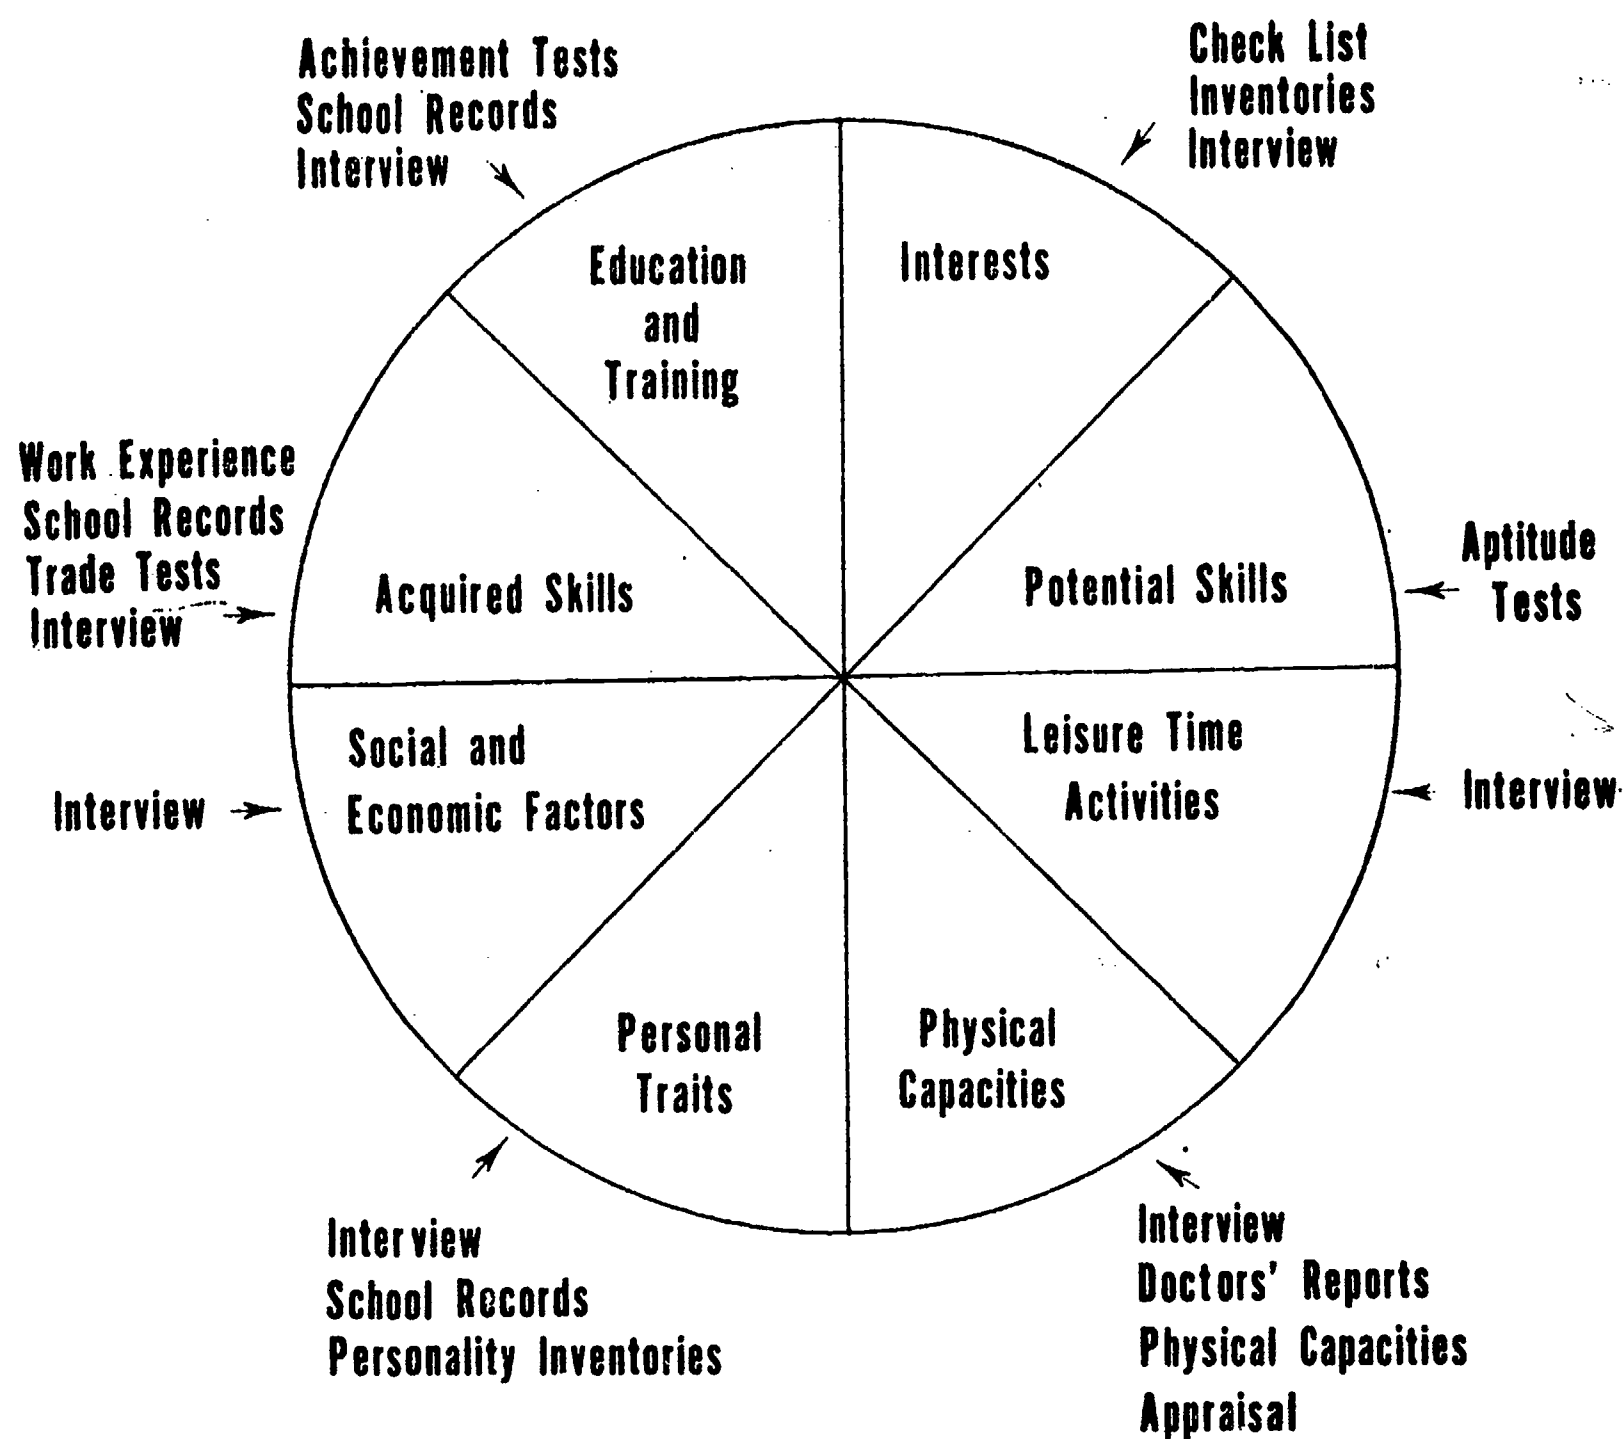 Achievement Tests
School Records
Interview
Check List
Inventories
Interview
Education
and
Training
Interests
Work Experience
School Records
Trade Tests
Interview
Acquired Skills
Potential Skills
Aptitude
Tests
Social and
Economic Factors
Interview
Leisure Time
Activities
Interview
Personal
Traits
Physical
Capacities
Interview
School Records
Personality Inventories
Interview
Doctors' Reports
Physical Capacities
Appraisal